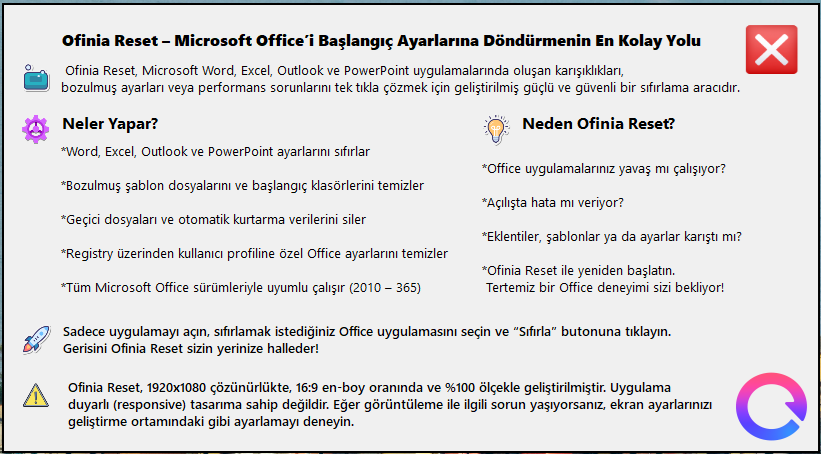 Ofinia Reset – Microsoft Office’i Başlangıç Ayarlarına Döndürmenin En Kolay Yolu
Ofinia Reset, Microsoft Word, Excel, Outlook ve PowerPoint uygulamalarında oluşan karışıklıkları,
bozulmuş ayarları veya performans sorunlarını tek tıkla çözmek için geliştirilmiş güçlü ve güvenli bir sıfırlama aracıdır.
Neler Yapar?
*Word, Excel, Outlook ve PowerPoint ayarlarını sıfırlar
*Bozulmuş şablon dosyalarını ve başlangıç klasörlerini temizler
*Geçici dosyaları ve otomatik kurtarma verilerini siler
*Registry üzerinden kullanıcı profiline özel Office ayarlarını temizler
*Tüm Microsoft Office sürümleriyle uyumlu çalışır (2010 – 365)
Neden Ofinia Reset?
*Office uygulamalarınız yavaş mı çalışıyor?
*Açılışta hata mı veriyor?
*Eklentiler, şablonlar ya da ayarlar karıştı mı?
*Ofinia Reset ile yeniden başlatın.
Tertemiz bir Office deneyimi sizi bekliyor!
Sadece uygulamayı açın, sıfırlamak istediğiniz Office uygulamasını seçin ve “Sıfırla” butonuna tıklayın.
Gerisini Ofinia Reset sizin yerinize halleder!
Ofinia Reset, 1920x1080 çözünürlükte, 16:9 en-boy oranında ve %100 ölçekle geliştirilmiştir. Uygulama
duyarlı (responsive) tasarıma sahip değildir. Eğer görüntüleme ile ilgili sorun yaşıyorsanız, ekran ayarlarınızı
geliştirme ortamındaki gibi ayarlamayı deneyin.